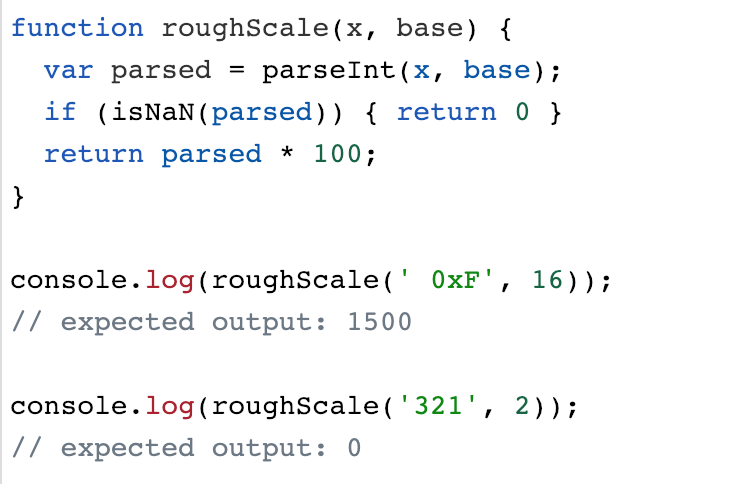 function roughScale(x, base) {
  var parsed = parseInt(x, base);
  if (isNaN(parsed)) { return 0 }
  return parsed * 100;
}

console.log(roughScale(' 0xF', 16));
// expected output: 1500

console.log(roughScale('321', 2));
// expected output: 0